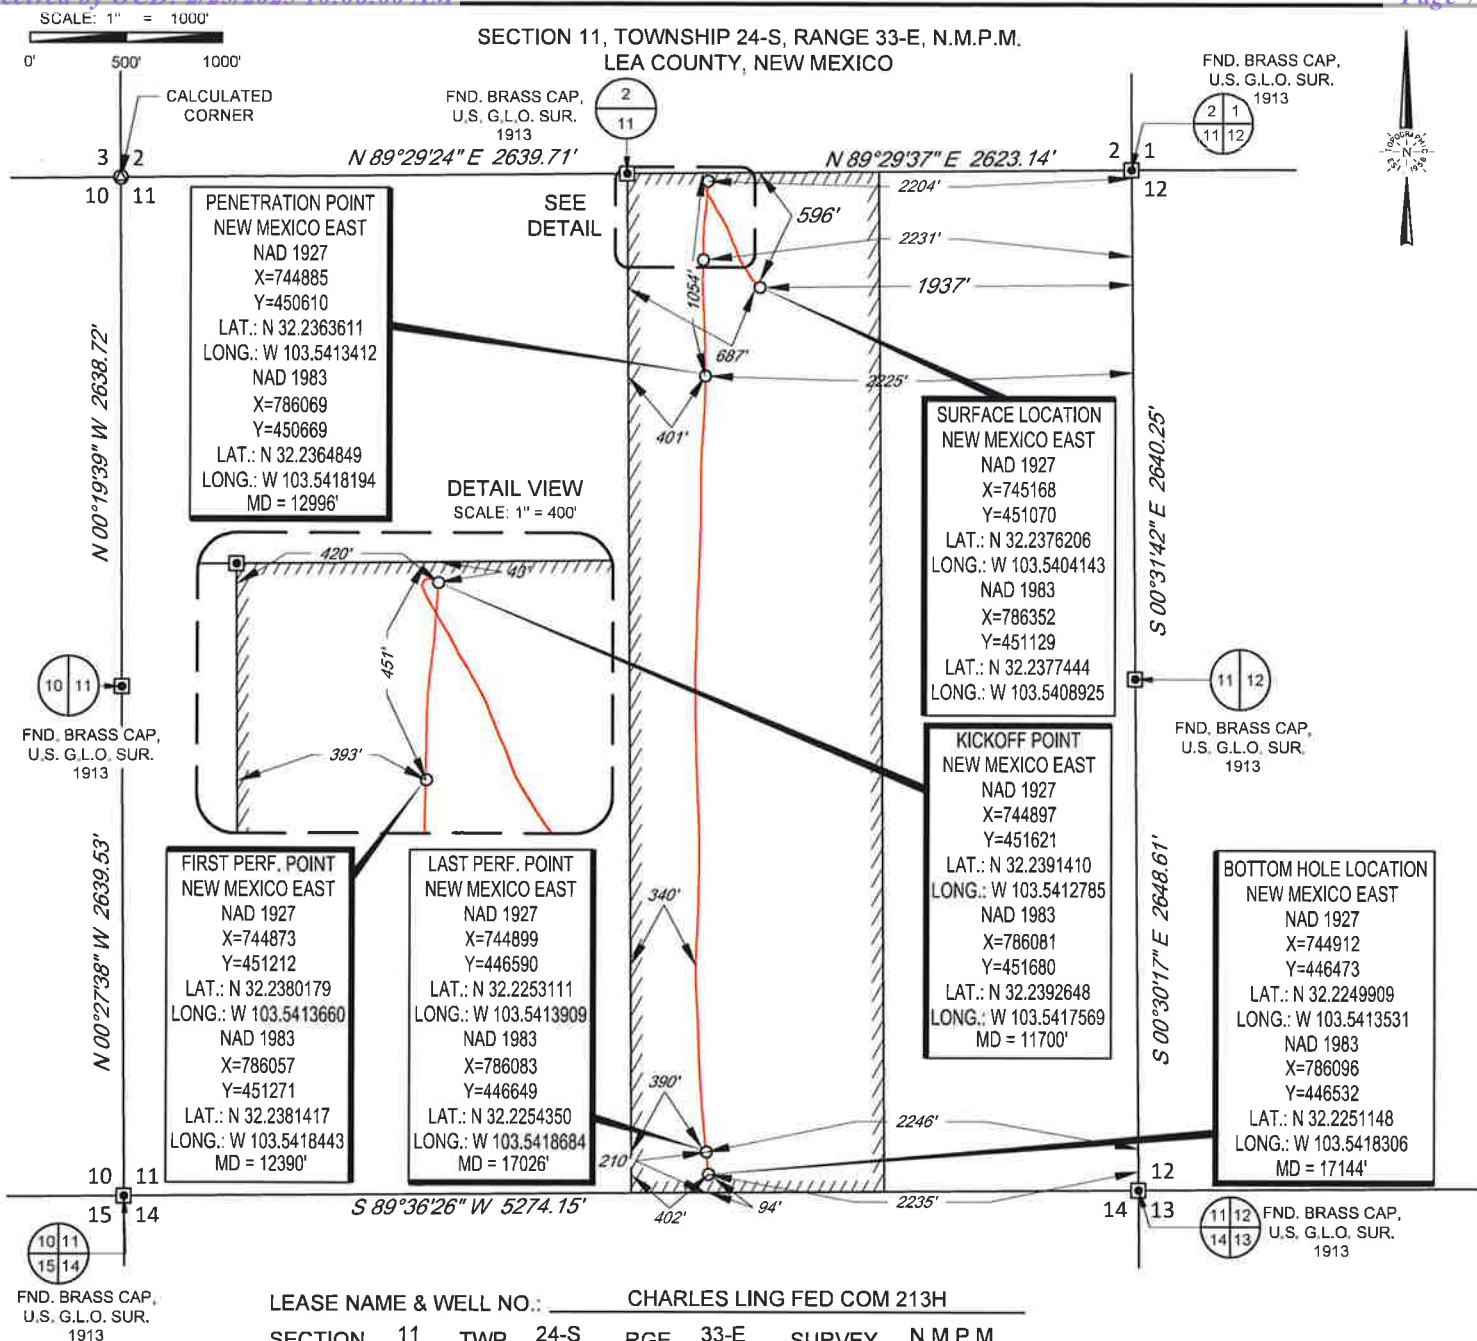 SCALE: 1" = 1000'
0' 500' 1000'
SECTION 11, TOWNSHIP 24-S, RANGE 33-E, N.M.P.M.
LEA COUNTY, NEW MEXICO
CALCULATED
CORNER
FND. BRASS CAP,
U.S. G.L.O. SUR.
1913
2
11
FND. BRASS CAP,
U.S. G.L.O. SUR.
1913
2 1
11 12
N
3 2
10 11
N 89°29'24" E 2639.71'
N 89°29'37" E 2623.14'
2 1
12
SEE
DETAIL
2204'
596'
2231'
1937'
1054'
687'
2225'
401'
PENETRATION POINT
NEW MEXICO EAST
NAD 1927
X=744885
Y=450610
LAT.: N 32.2363611
LONG.: W 103.5413412
NAD 1983
X=786069
Y=450669
LAT.: N 32.2364849
LONG.: W 103.5418194
MD = 12996'
N 00°19'39" W 2638.72'
SURFACE LOCATION
NEW MEXICO EAST
NAD 1927
X=745168
Y=451070
LAT.: N 32.2376206
LONG.: W 103.5404143
NAD 1983
X=786352
Y=451129
LAT.: N 32.2377444
LONG.: W 103.5408925
S 00°31'42" E 2640.25'
DETAIL VIEW
SCALE: 1" = 400'
420'
40'
451'
393'
10 11
FND. BRASS CAP,
U.S. G.L.O. SUR.
1913
11 12
FND. BRASS CAP,
U.S. G.L.O. SUR.
1913
KICKOFF POINT
NEW MEXICO EAST
NAD 1927
X=744897
Y=451621
LAT.: N 32.2391410
LONG.: W 103.5412785
NAD 1983
X=786081
Y=451680
LAT.: N 32.2392648
LONG.: W 103.5417569
MD = 11700'
N 00°27'38" W 2639.53'
FIRST PERF. POINT
NEW MEXICO EAST
NAD 1927
X=744873
Y=451212
LAT.: N 32.2380179
LONG.: W 103.5413660
NAD 1983
X=786057
Y=451271
LAT.: N 32.2381417
LONG.: W 103.5418443
MD = 12390'
LAST PERF. POINT
NEW MEXICO EAST
NAD 1927
X=744899
Y=446590
LAT.: N 32.2253111
LONG.: W 103.5413909
NAD 1983
X=786083
Y=446649
LAT.: N 32.2254350
LONG.: W 103.5418684
MD = 17026'
340'
390'
210'
2246'
2235'
402'
94'
S 00°30'17" E 2648.61'
BOTTOM HOLE LOCATION
NEW MEXICO EAST
NAD 1927
X=744912
Y=446473
LAT.: N 32.2249909
LONG.: W 103.5413531
NAD 1983
X=786096
Y=446532
LAT.: N 32.2251148
LONG.: W 103.5418306
MD = 17144'
10 11
15 14
S 89°36'26" W 5274.15'
12
14 13
10 11
15 14
FND. BRASS CAP,
U.S. G.L.O. SUR.
1913
11 12
14 13
FND. BRASS CAP,
U.S. G.L.O. SUR.
1913
LEASE NAME & WELL NO.: CHARLES LING FED COM 213H
SECTION 11 TWP 24-S RGE 33-E SURVEY N.M.P.M.